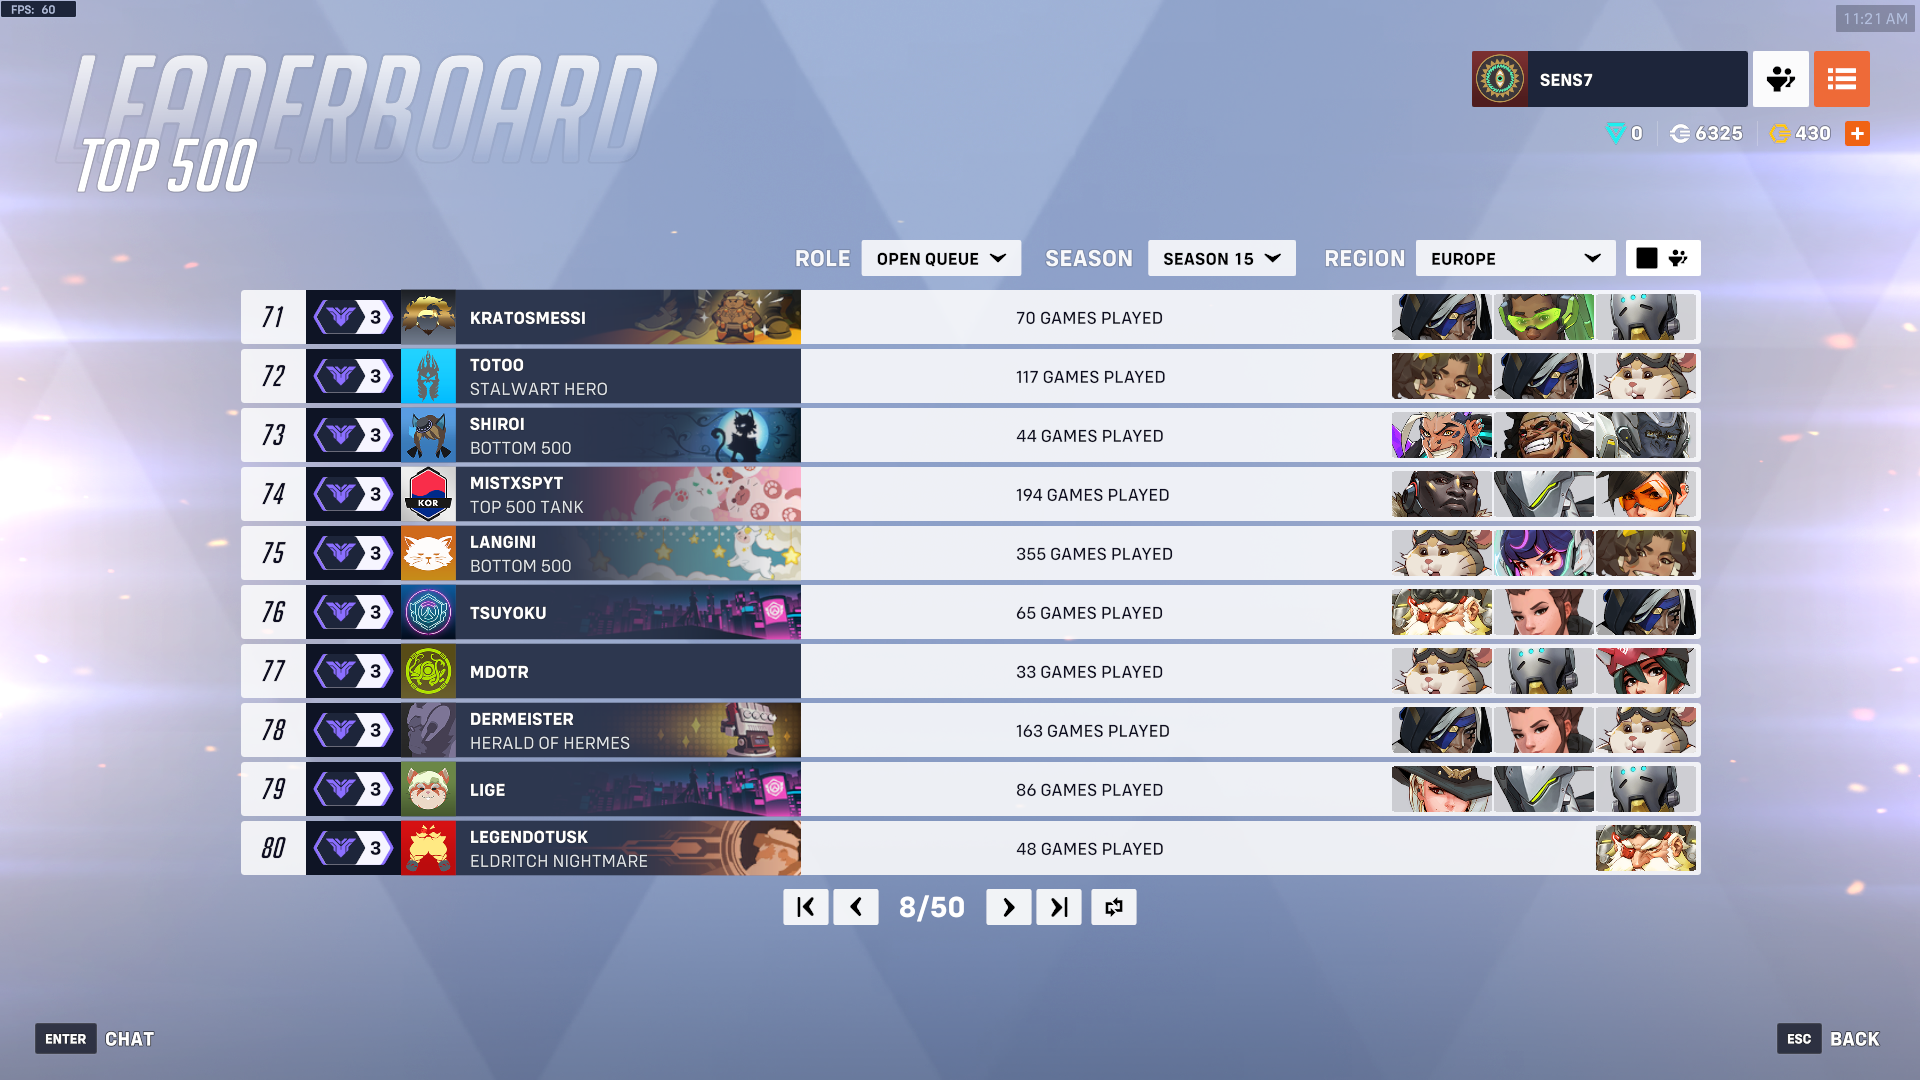 FPS: 60
11:21 AM
LEADERBOARD
TOP 500
SENS7
0 6325 430
ROLE OPEN QUEUE SEASON SEASON 15 REGION EUROPE
71 3 KRATOSMESSI 70 GAMES PLAYED
72 3 TOTOO STALWART HERO 117 GAMES PLAYED
73 3 SHIROI BOTTOM 500 44 GAMES PLAYED
74 3 KOR MISTXSPYT TOP 500 TANK 194 GAMES PLAYED
75 3 LANGINI BOTTOM 500 355 GAMES PLAYED
76 3 TSUYOKU 65 GAMES PLAYED
77 3 MDOTR 33 GAMES PLAYED
78 3 DERMEISTER HERALD OF HERMES 163 GAMES PLAYED
79 3 LIGE 86 GAMES PLAYED
80 3 LEGENDOTUSK ELDRITCH NIGHTMARE 48 GAMES PLAYED
8/50
ENTER CHAT
ESC BACK